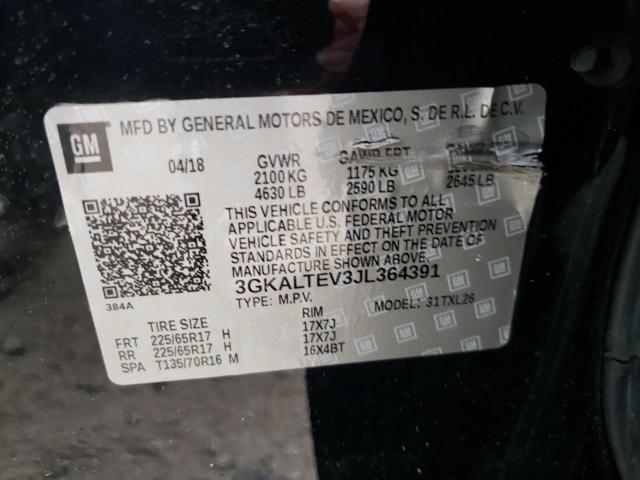 GM
MFD BY GENERAL MOTORS DE MEXICO, S. DE R.L. DE C.V.
04/18 GVWR GAWR FRT
2100 KG 1175 KG
4630 LB 2590 LB 2645 LB
THIS VEHICLE CONFORMS TO ALL
APPLICABLE U.S. FEDERAL MOTOR
VEHICLE SAFETY AND THEFT PREVENTION
STANDARDS IN EFFECT ON THE DATE OF
MANUFACTURE SHOWN ABOVE.
3GKALTEV3JL364391
384A
TYPE: M.P.V. MODEL: 31TXL26
TIRE SIZE RIM
FRT 225/65R17 H 17X7J
RR 225/65R17 H 17X7J
SPA T135/70R16 M 16X4BT